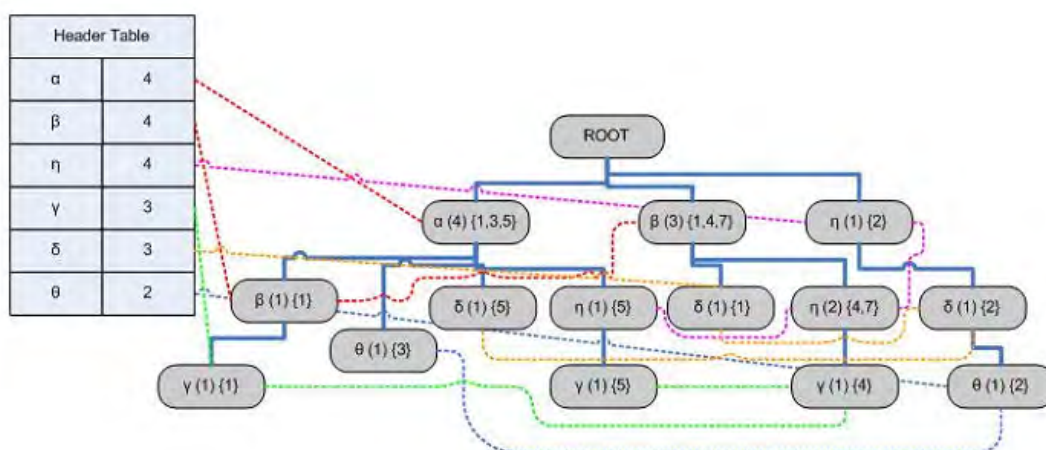 Header Table
α 4
β 4
η 4
γ 3
δ 3
θ 2
ROOT
α (4) {1,3,5}
β (3) {1,4,7}
η (1) {2}
β (1) {1}
δ (1) {5}
η (1) {5}
δ (1) {1}
η (2) {4,7}
δ (1) {2}
θ (1) {3}
γ (1) {1}
γ (1) {5}
γ (1) {4}
θ (1) {2}